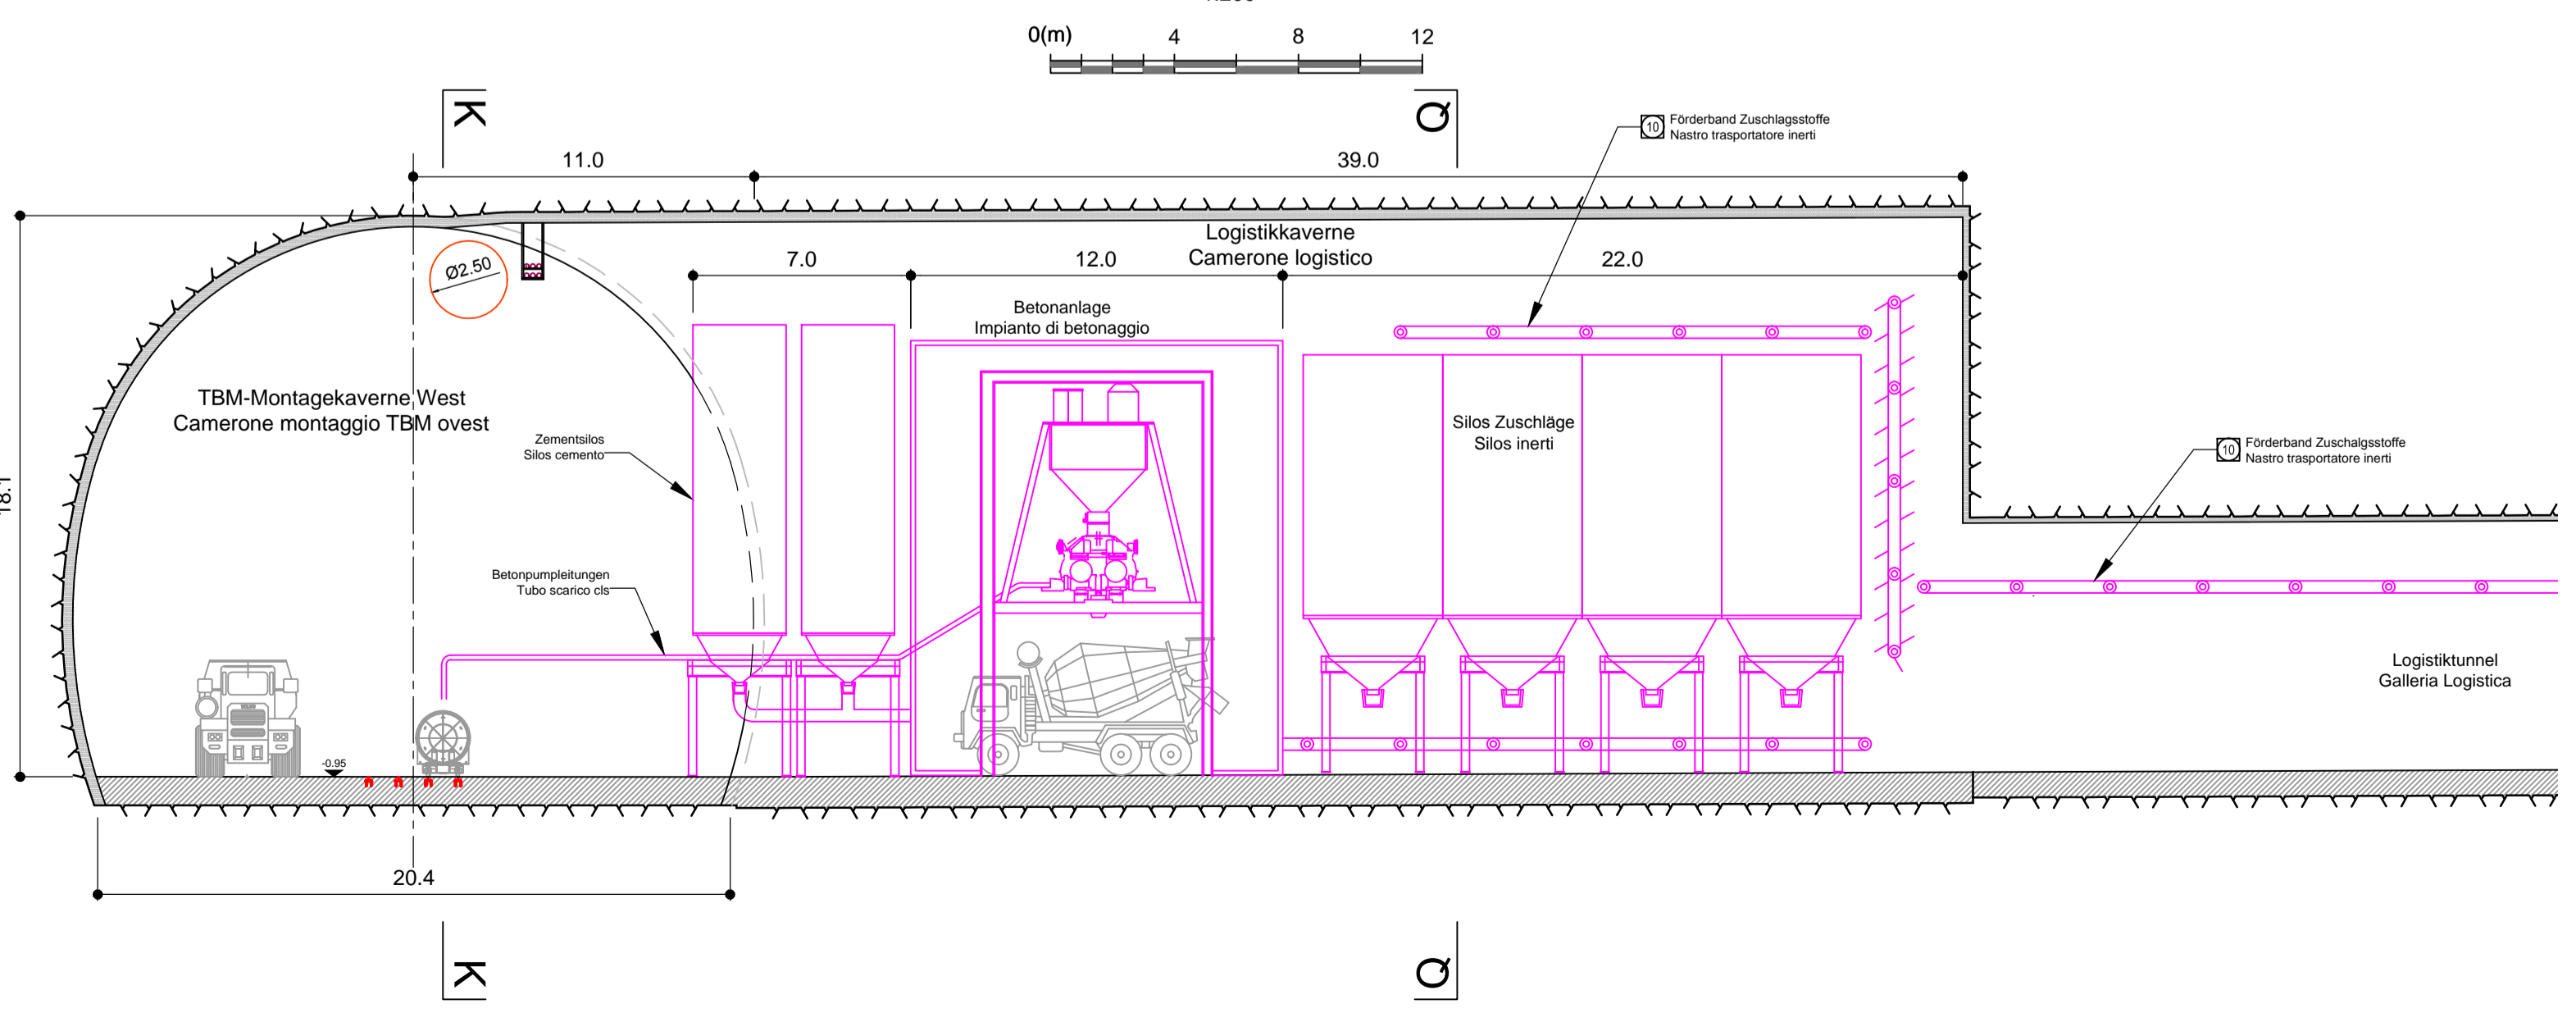 0(m) 4 8 12
K
Q
10 Förderband Zuschlagsstoffe
Nastro trasportatore inerti
11.0
39.0
Logistikkaverne
Camerone logistico
7.0
12.0
22.0
Ø2.50
Betonanlage
Impianto di betonaggio
TBM-Montagekaverne West
Camerone montaggio TBM ovest
Zementsilos
Silos cemento
Silos Zuschläge
Silos inerti
10 Förderband Zuschalgsstoffe
Nastro trasportatore inerti
18.1
Betonpumpleitungen
Tubo scarico cls
Logistiktunnel
Galleria Logistica
-0.95
20.4
K
Q